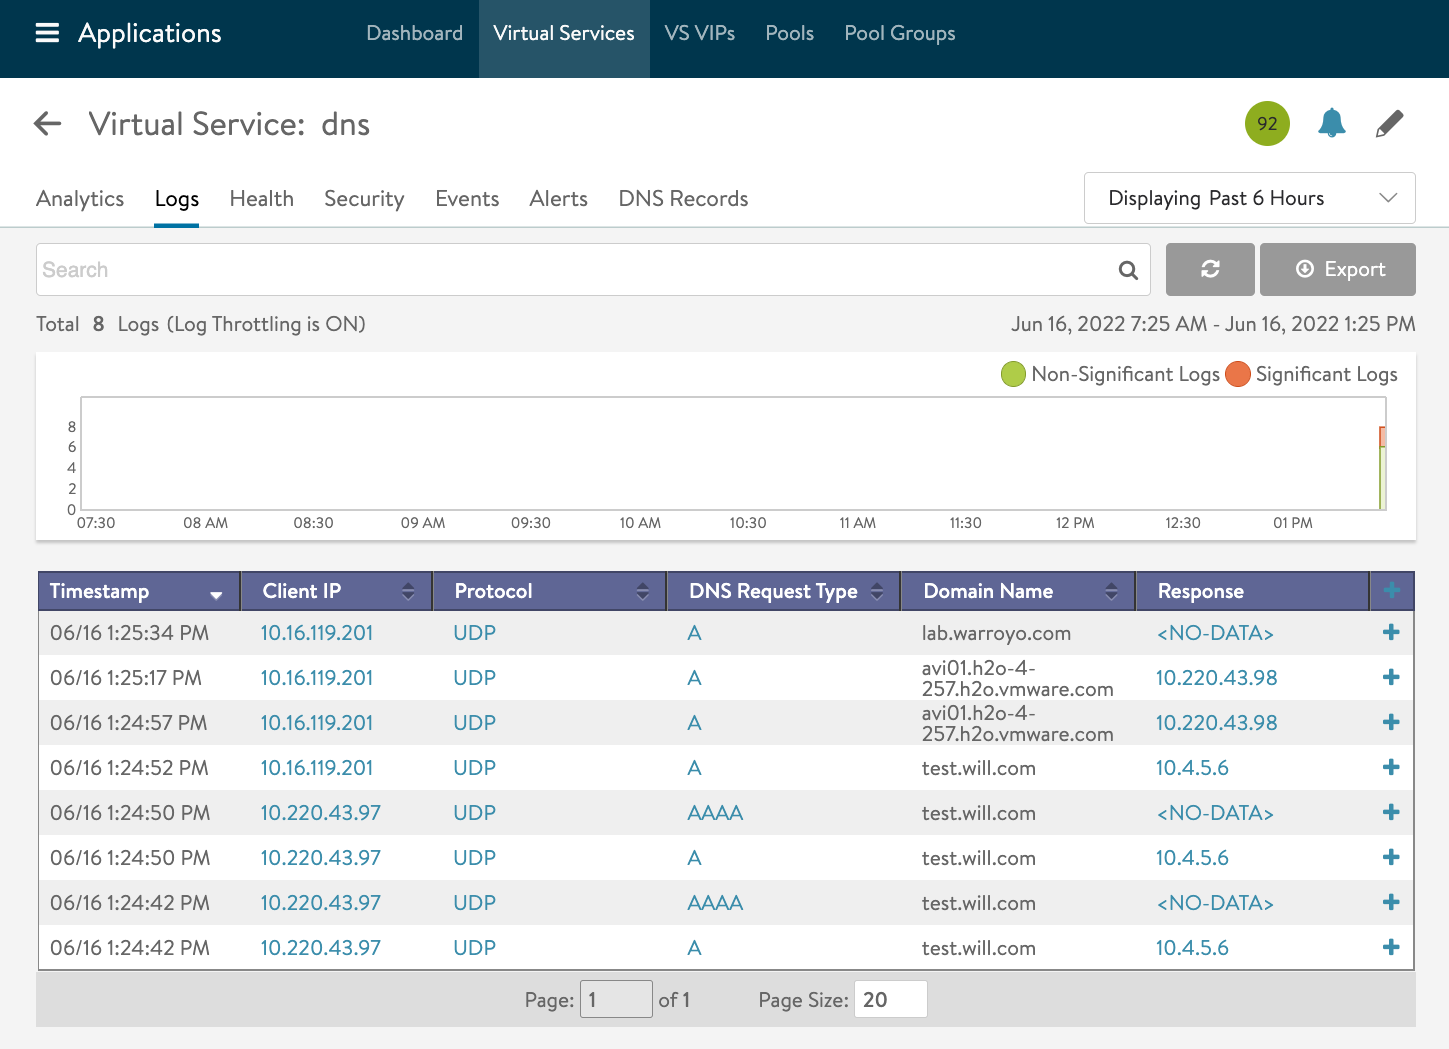 Applications Dashboard Virtual Services VS VIPs Pools Pool Groups
Virtual Service: dns 92
Analytics Logs Health Security Events Alerts DNS Records Displaying Past 6 Hours
Search Export
Total 8 Logs (Log Throttling is ON) Jun 16, 2022 7:25 AM - Jun 16, 2022 1:25 PM
Non-Significant Logs Significant Logs
8
6
4
2
0
07:30 08 AM 08:30 09 AM 09:30 10 AM 10:30 11 AM 11:30 12 PM 12:30 01 PM
Timestamp Client IP Protocol DNS Request Type Domain Name Response
06/16 1:25:34 PM 10.16.119.201 UDP A lab.warroyo.com <NO-DATA>
06/16 1:25:17 PM 10.16.119.201 UDP A avi01.h2o-4-
257.h2o.vmware.com 10.220.43.98
06/16 1:24:57 PM 10.16.119.201 UDP A avi01.h2o-4-
257.h2o.vmware.com 10.220.43.98
06/16 1:24:52 PM 10.16.119.201 UDP A test.will.com 10.4.5.6
06/16 1:24:50 PM 10.220.43.97 UDP AAAA test.will.com <NO-DATA>
06/16 1:24:50 PM 10.220.43.97 UDP A test.will.com 10.4.5.6
06/16 1:24:42 PM 10.220.43.97 UDP AAAA test.will.com <NO-DATA>
06/16 1:24:42 PM 10.220.43.97 UDP A test.will.com 10.4.5.6
Page: 1 of 1 Page Size: 20